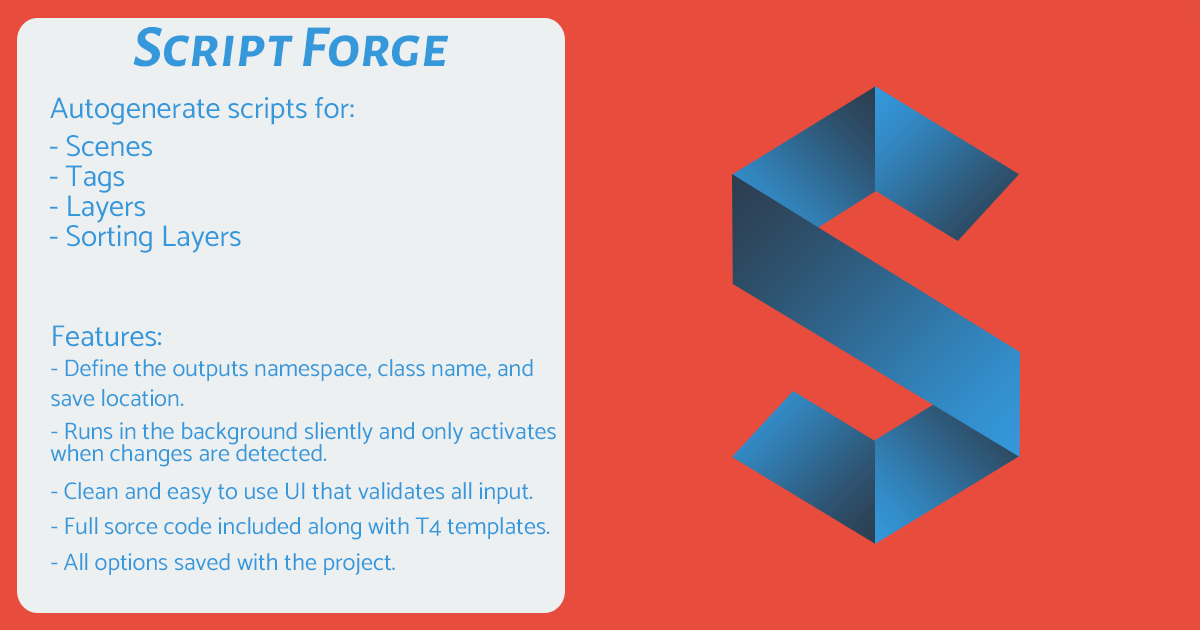 Script Forge
Autogenerate scripts for:
- Scenes
- Tags
- Layers
- Sorting Layers
Features:
- Define the outputs namespace, class name, and
save location.
- Runs in the background sliently and only activates
when changes are detected.
- Clean and easy to use UI that validates all input.
- Full sorce code included along with T4 templates.
- All options saved with the project.